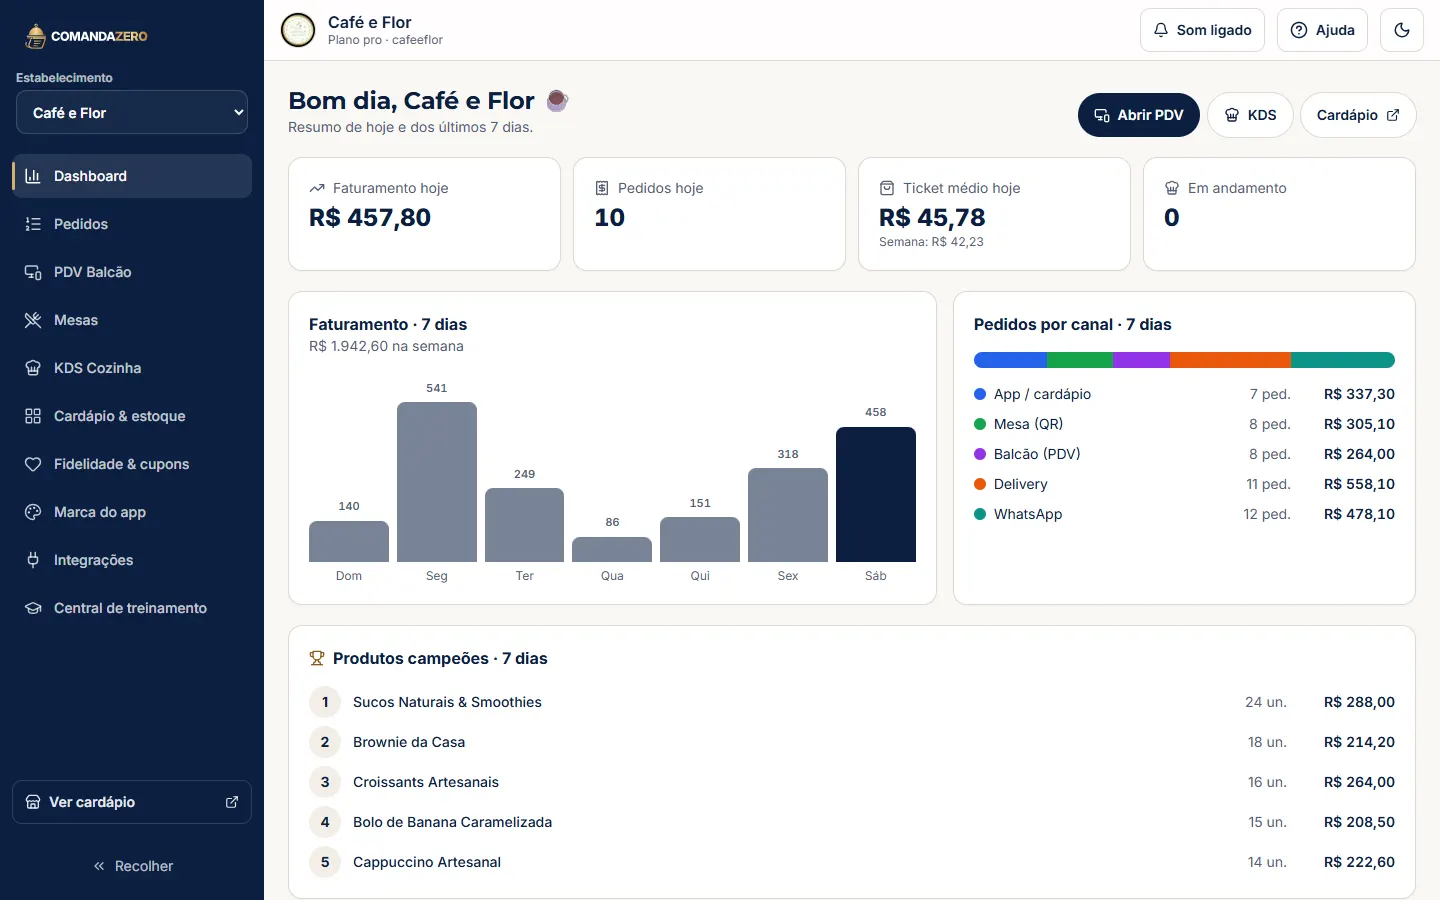 COMANDAZERO
Estabelecimento
Café e Flor
Dashboard
Pedidos
PDV Balcão
Mesas
KDS Cozinha
Cardápio & estoque
Fidelidade & cupons
Marca do app
Integrações
Central de treinamento
Ver cardápio
« Recolher
Café e Flor
Plano pro · cafeeflor
Som ligado
Ajuda
Bom dia, Café e Flor
Resumo de hoje e dos últimos 7 dias.
Abrir PDV
KDS
Cardápio
Faturamento hoje
R$ 457,80
Pedidos hoje
10
Ticket médio hoje
R$ 45,78
Semana: R$ 42,23
Em andamento
0
Faturamento · 7 dias
R$ 1.942,60 na semana
140 541 249 86 151 318 458
Dom Seg Ter Qua Qui Sex Sáb
Pedidos por canal · 7 dias
App / cardápio 7 ped. R$ 337,30
Mesa (QR) 8 ped. R$ 305,10
Balcão (PDV) 8 ped. R$ 264,00
Delivery 11 ped. R$ 558,10
WhatsApp 12 ped. R$ 478,10
Produtos campeões · 7 dias
1 Sucos Naturais & Smoothies 24 un. R$ 288,00
2 Brownie da Casa 18 un. R$ 214,20
3 Croissants Artesanais 16 un. R$ 264,00
4 Bolo de Banana Caramelizada 15 un. R$ 208,50
5 Cappuccino Artesanal 14 un. R$ 222,60